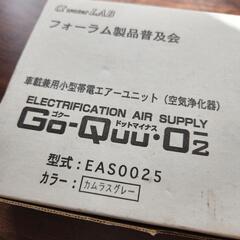 フォーラム製品普及会
車載兼用小型帯電エアーユニット（空気浄化器）
ELECTRIFICATION AIR SUPPLY
ゴクー ドットマイナス
Go-Quu・O₂⁻
型式：EAS0025
カラー：カムラスグレー